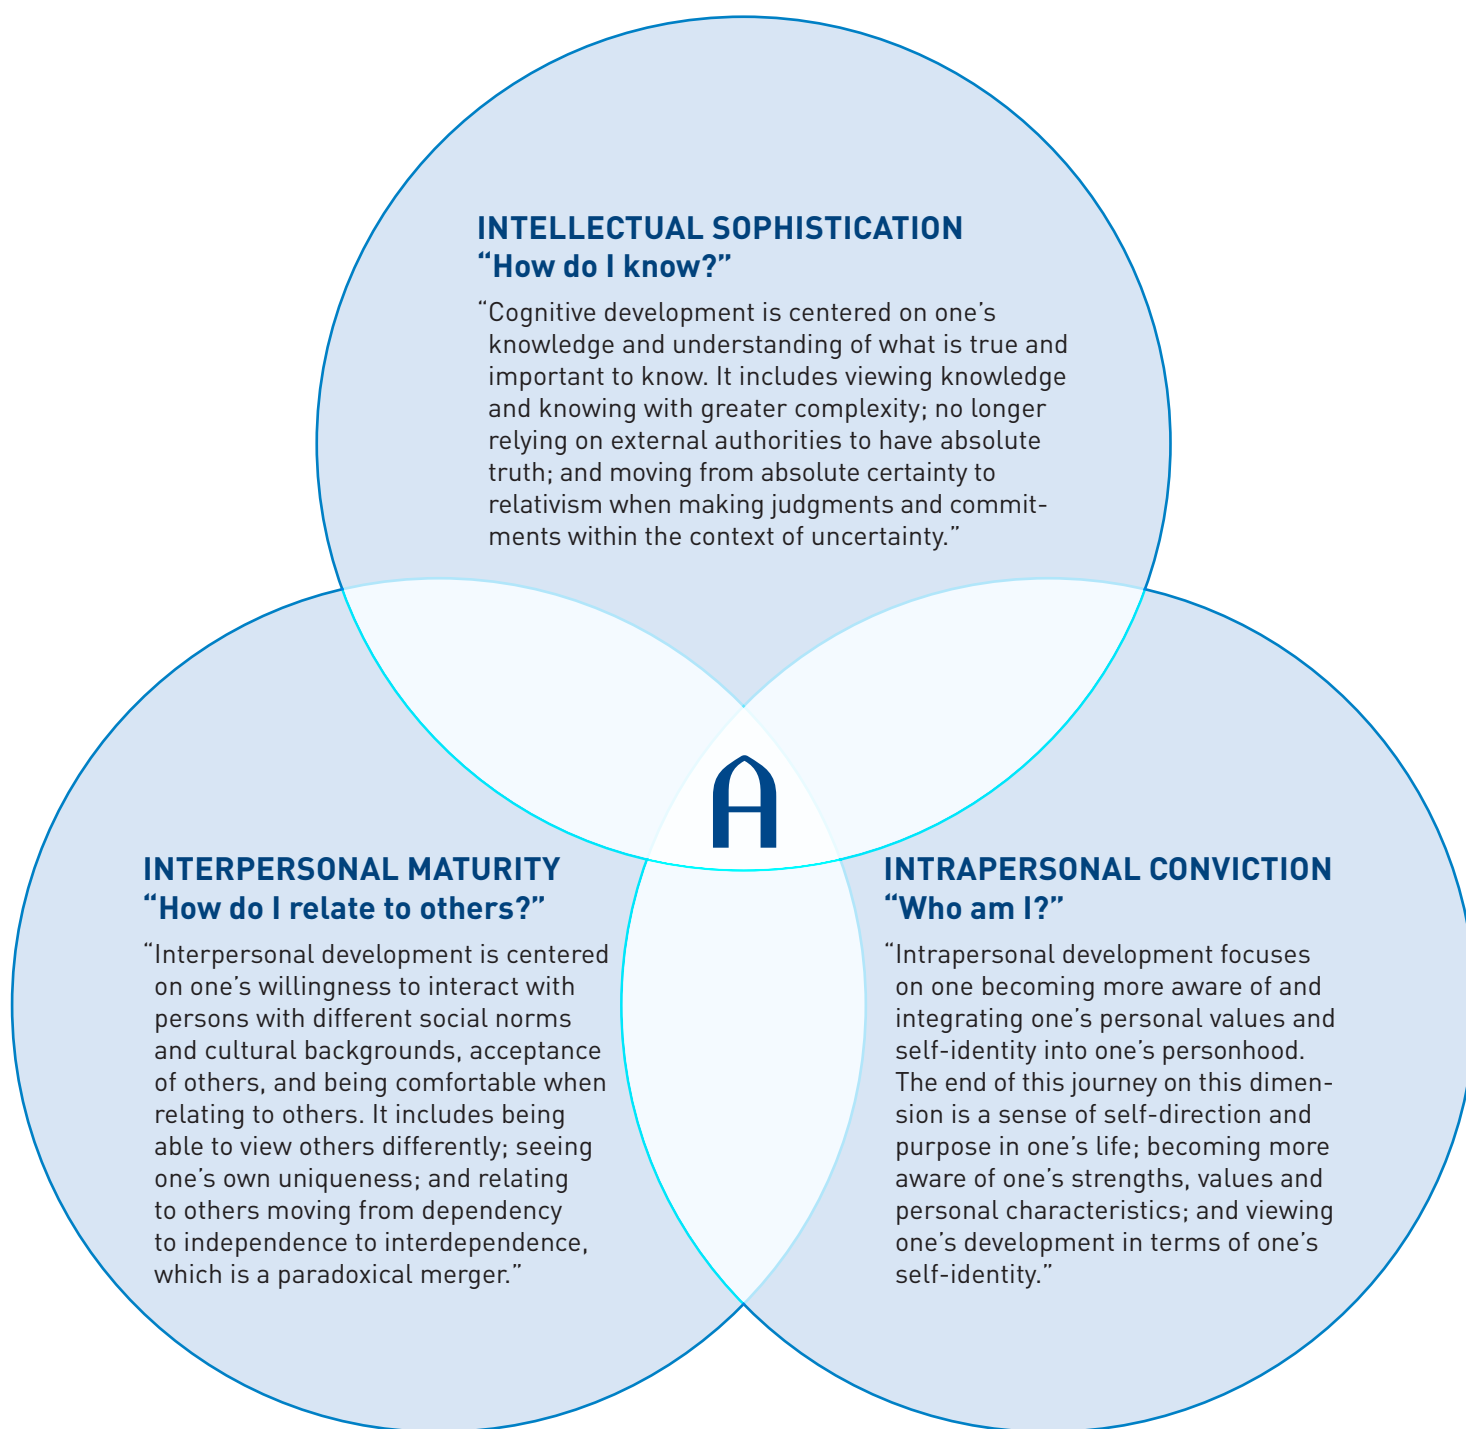 INTELLECTUAL SOPHISTICATION
“How do I know?”
“Cognitive development is centered on one’s
knowledge and understanding of what is true and
important to know. It includes viewing knowledge
and knowing with greater complexity; no longer
relying on external authorities to have absolute
truth; and moving from absolute certainty to
relativism when making judgments and commit-
ments within the context of uncertainty.”
A
INTERPERSONAL MATURITY
“How do I relate to others?”
“Interpersonal development is centered
on one’s willingness to interact with
persons with different social norms
and cultural backgrounds, acceptance
of others, and being comfortable when
relating to others. It includes being
able to view others differently; seeing
one’s own uniqueness; and relating
to others moving from dependency
to independence to interdependence,
which is a paradoxical merger.”
INTRAPERSONAL CONVICTION
“Who am I?”
“Intrapersonal development focuses
on one becoming more aware of and
integrating one’s personal values and
self-identity into one’s personhood.
The end of this journey on this dimen-
sion is a sense of self-direction and
purpose in one’s life; becoming more
aware of one’s strengths, values and
personal characteristics; and viewing
one’s development in terms of one’s
self-identity.”